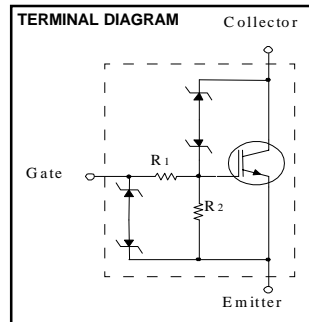 TERMINAL DIAGRAM
Collector
R1
Gate
R2
Emitter